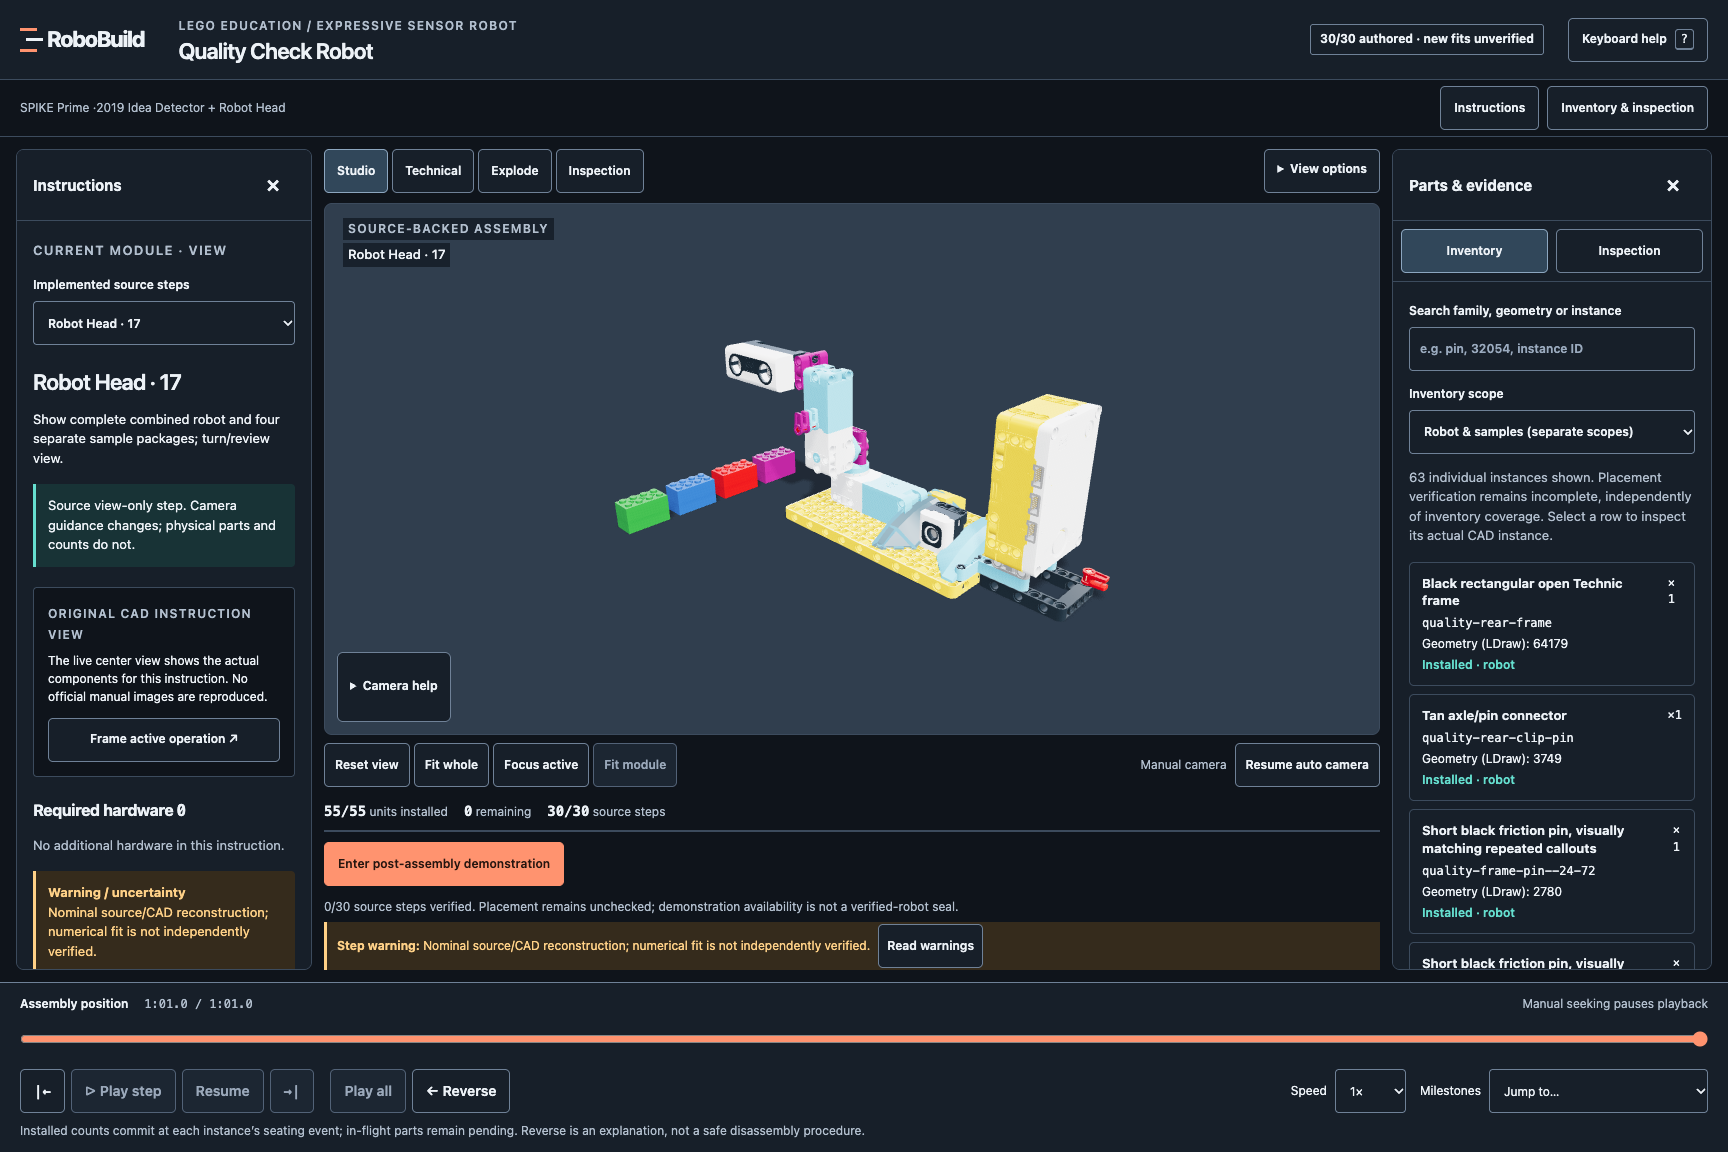 RoboBuild
LEGO EDUCATION / EXPRESSIVE SENSOR ROBOT
Quality Check Robot
30/30 authored · new fits unverified
Keyboard help ?
SPIKE Prime ·2019 Idea Detector + Robot Head
Instructions
Inventory & inspection
Instructions
CURRENT MODULE · VIEW
Implemented source steps
Robot Head · 17
Robot Head · 17
Show complete combined robot and four
separate sample packages; turn/review
view.
Source view-only step. Camera
guidance changes; physical parts and
counts do not.
ORIGINAL CAD INSTRUCTION
VIEW
The live center view shows the actual
components for this instruction. No
official manual images are reproduced.
Frame active operation ↗
Required hardware 0
No additional hardware in this instruction.
Warning / uncertainty
Nominal source/CAD reconstruction;
numerical fit is not independently
verified.
Studio
Technical
Explode
Inspection
View options
SOURCE-BACKED ASSEMBLY
Robot Head · 17
Camera help
Reset view
Fit whole
Focus active
Fit module
Manual camera
Resume auto camera
55/55 units installed 0 remaining 30/30 source steps
Enter post-assembly demonstration
0/30 source steps verified. Placement remains unchecked; demonstration availability is not a verified-robot seal.
Step warning: Nominal source/CAD reconstruction; numerical fit is not independently verified.
Read warnings
Parts & evidence
Inventory
Inspection
Search family, geometry or instance
e.g. pin, 32054, instance ID
Inventory scope
Robot & samples (separate scopes)
63 individual instances shown. Placement
verification remains incomplete, independently
of inventory coverage. Select a row to inspect
its actual CAD instance.
Black rectangular open Technic ×
frame 1
quality-rear-frame
Geometry (LDraw): 64179
Installed · robot
Tan axle/pin connector ×1
quality-rear-clip-pin
Geometry (LDraw): 3749
Installed · robot
Short black friction pin, visually ×
matching repeated callouts 1
quality-frame-pin--24-72
Geometry (LDraw): 2780
Installed · robot
Short black friction pin, visually ×
Assembly position 1:01.0 / 1:01.0
Manual seeking pauses playback
|←
▷ Play step
Resume
→|
Play all
← Reverse
Speed
1×
Milestones
Jump to...
Installed counts commit at each instance's seating event; in-flight parts remain pending. Reverse is an explanation, not a safe disassembly procedure.